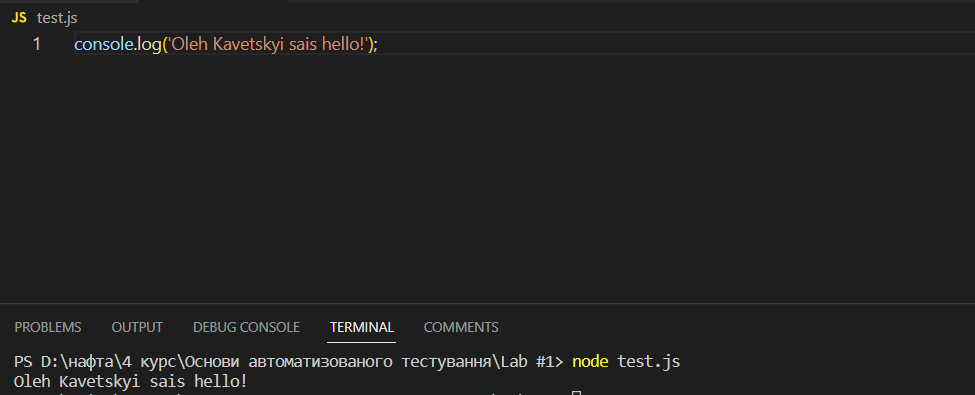 JS test.js
1 console.log('Oleh Kavetskyi sais hello!');
PROBLEMS OUTPUT DEBUG CONSOLE TERMINAL COMMENTS
PS D:\нафта\4 курс\Основи автоматизованого тестування\Lab #1> node test.js
Oleh Kavetskyi sais hello!